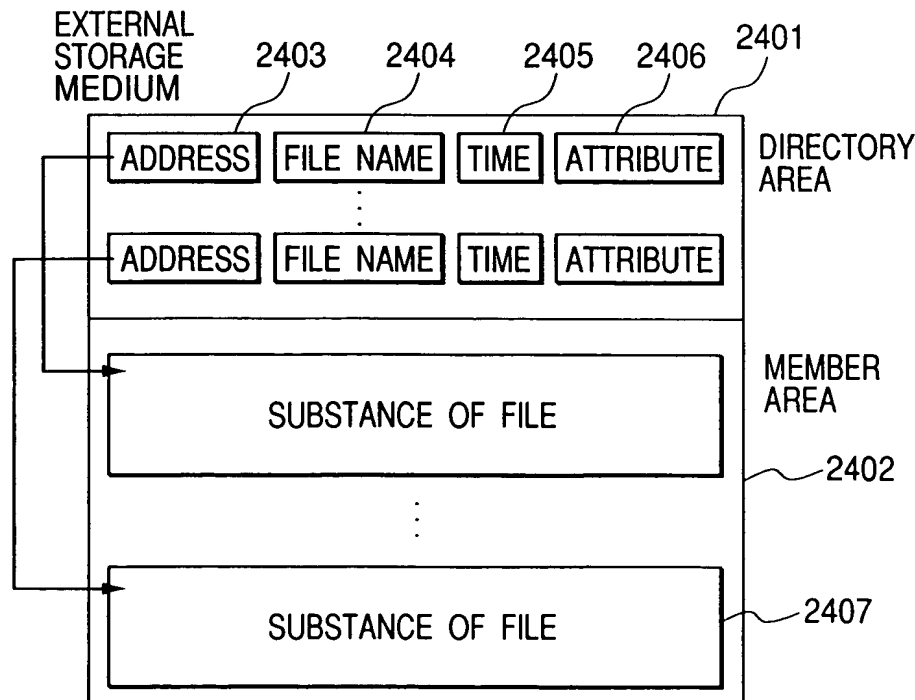 EXTERNAL
STORAGE
MEDIUM
2403
2404
2405
2406
2401
ADDRESS FILE NAME TIME ATTRIBUTE
DIRECTORY
AREA
ADDRESS FILE NAME TIME ATTRIBUTE
MEMBER
AREA
SUBSTANCE OF FILE
2402
SUBSTANCE OF FILE
2407